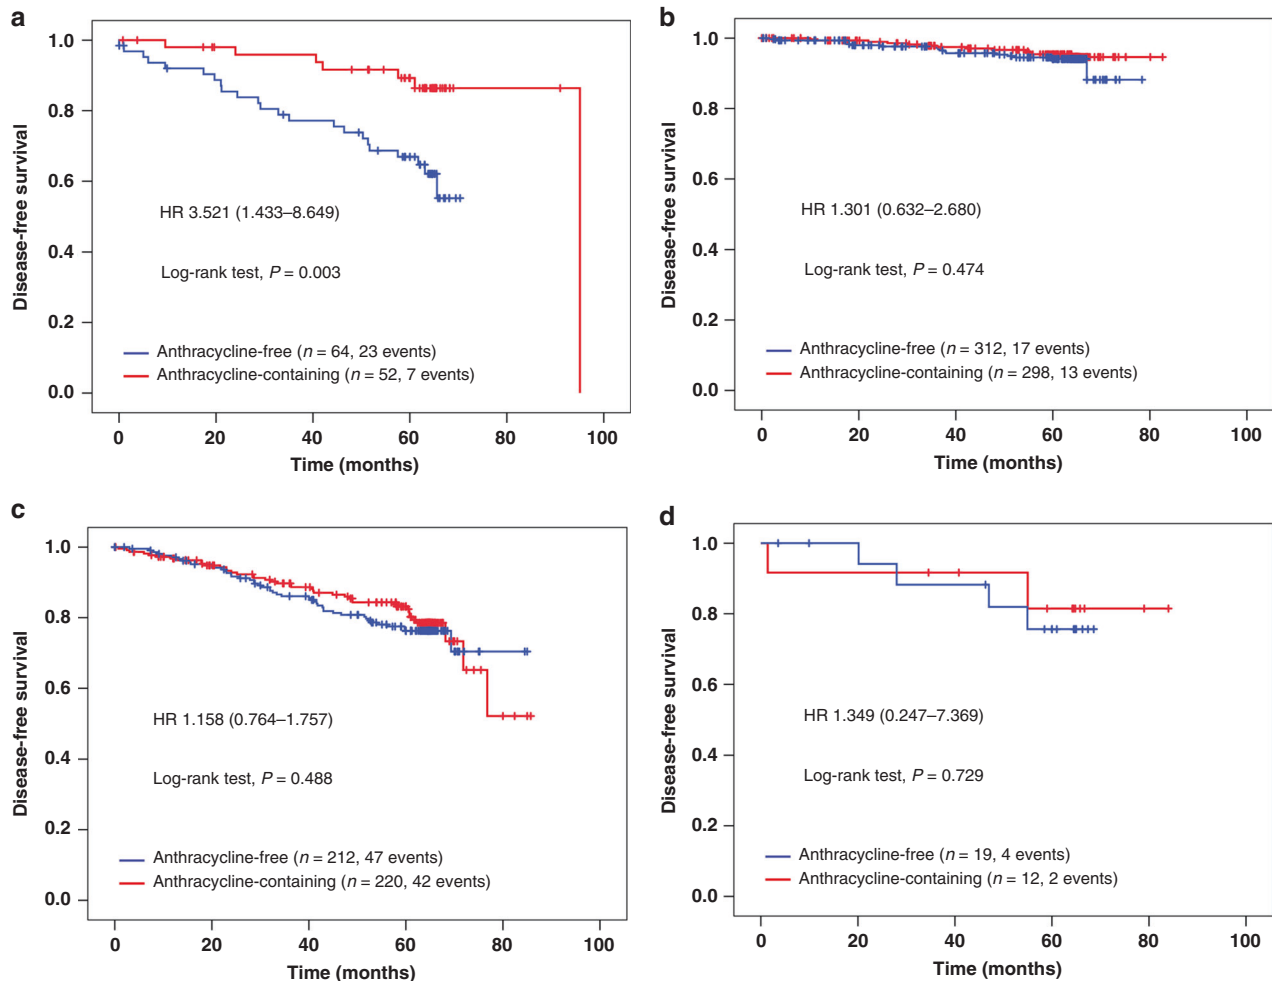 a
1.0
0.8
0.6
0.4
0.2
0.0
Disease-free survival
HR 3.521 (1.433–8.649)
Log-rank test, P = 0.003
Anthracycline-free (n = 64, 23 events)
Anthracycline-containing (n = 52, 7 events)
0 20 40 60 80 100
Time (months)
b
1.0
0.8
0.6
0.4
0.2
0.0
Disease-free survival
HR 1.301 (0.632–2.680)
Log-rank test, P = 0.474
Anthracycline-free (n = 312, 17 events)
Anthracycline-containing (n = 298, 13 events)
0 20 40 60 80 100
Time (months)
c
1.0
0.8
0.6
0.4
0.2
0.0
Disease-free survival
HR 1.158 (0.764–1.757)
Log-rank test, P = 0.488
Anthracycline-free (n = 212, 47 events)
Anthracycline-containing (n = 220, 42 events)
0 20 40 60 80 100
Time (months)
d
1.0
0.8
0.6
0.4
0.2
0.0
Disease-free survival
HR 1.349 (0.247–7.369)
Log-rank test, P = 0.729
Anthracycline-free (n = 19, 4 events)
Anthracycline-containing (n = 12, 2 events)
0 20 40 60 80 100
Time (months)